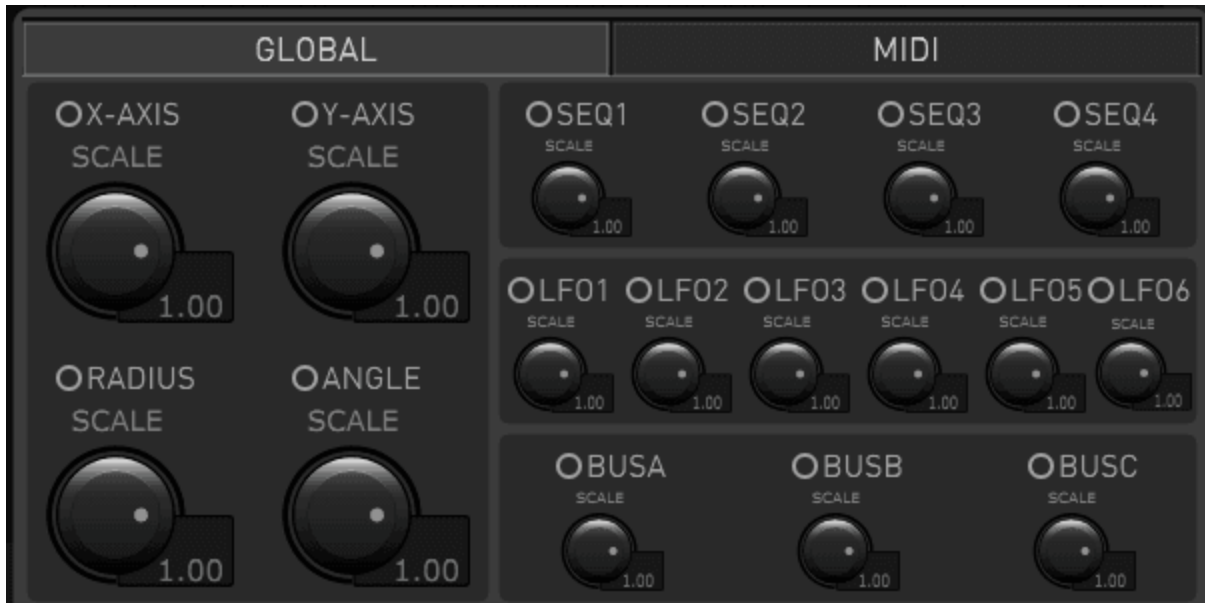 GLOBAL MIDI
X-AXIS Y-AXIS
SCALE SCALE
1.00 1.00
RADIUS ANGLE
SCALE SCALE
1.00 1.00
SEQ1 SEQ2 SEQ3 SEQ4
SCALE SCALE SCALE SCALE
1.00 1.00 1.00 1.00
LFO1 LFO2 LFO3 LFO4 LFO5 LFO6
SCALE SCALE SCALE SCALE SCALE SCALE
1.00 1.00 1.00 1.00 1.00 1.00
BUSA BUSB BUSC
SCALE SCALE SCALE
1.00 1.00 1.00